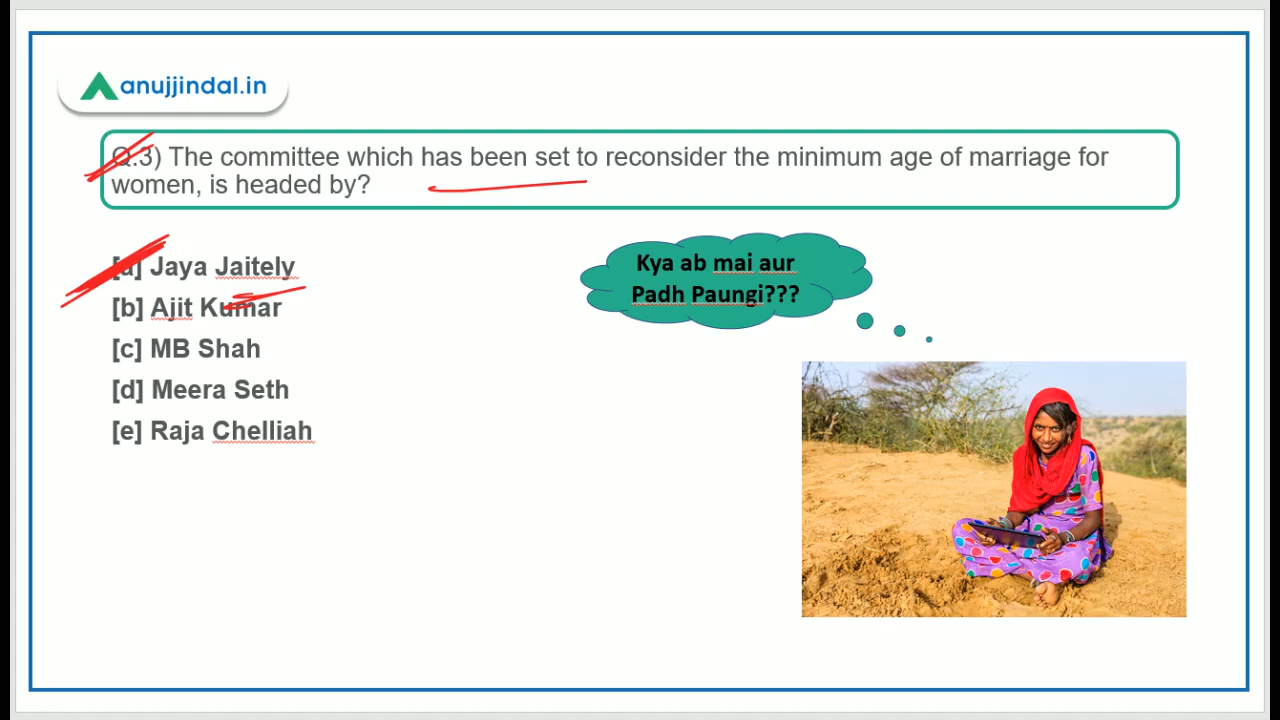 anujjindal.in
Q.3) The committee which has been set to reconsider the minimum age of marriage for
women, is headed by?
[a] Jaya Jaitely
[b] Ajit Kumar
[c] MB Shah
[d] Meera Seth
[e] Raja Chelliah
Kya ab mai aur
Padh Paungi???